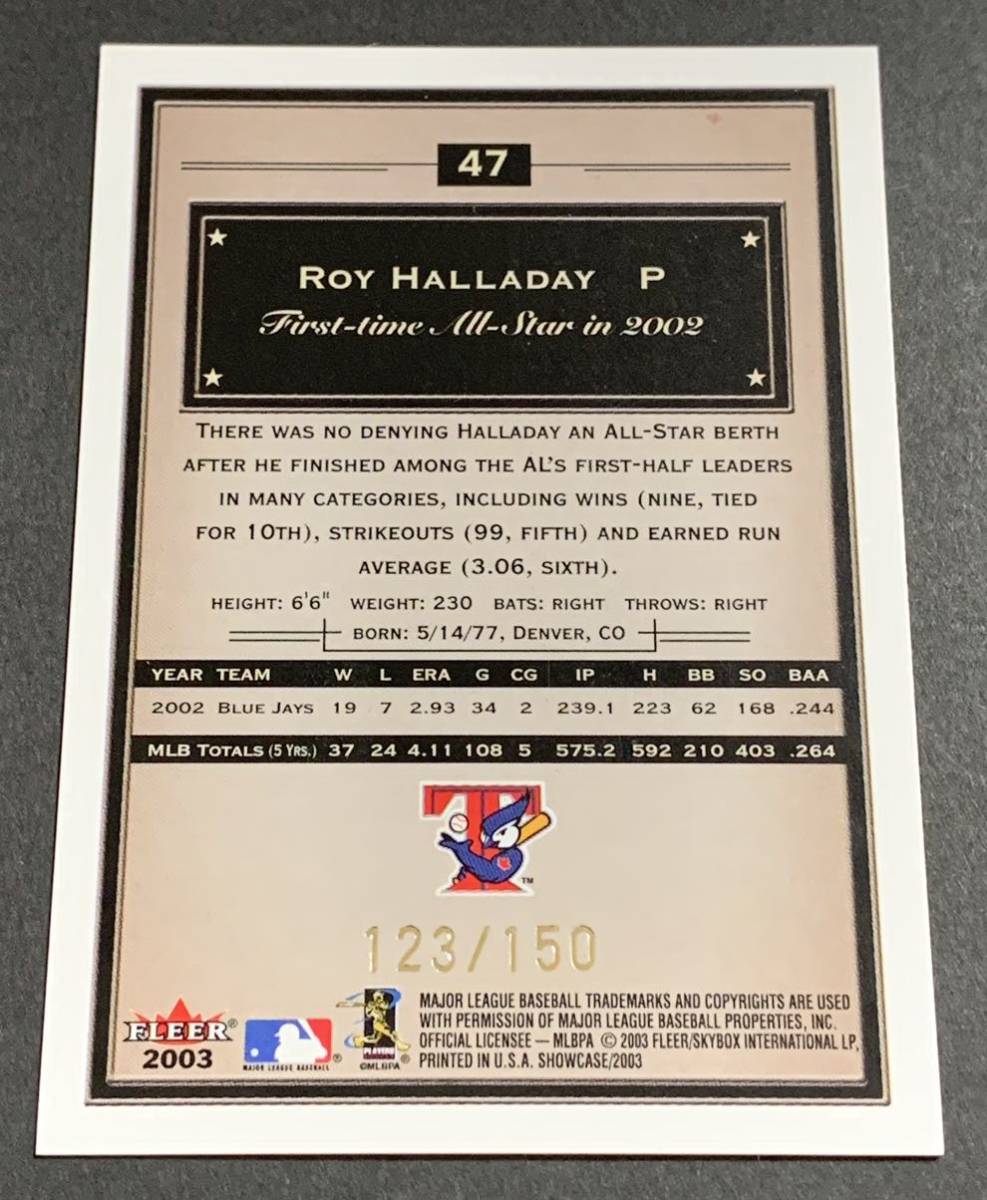 47
ROY HALLADAY P
First-time All-Star in 2002
THERE WAS NO DENYING HALLADAY AN ALL-STAR BERTH
AFTER HE FINISHED AMONG THE AL'S FIRST-HALF LEADERS
IN MANY CATEGORIES, INCLUDING WINS (NINE, TIED
FOR 10TH), STRIKEOUTS (99, FIFTH) AND EARNED RUN
AVERAGE (3.06, SIXTH).
HEIGHT: 6'6" WEIGHT: 230 BATS: RIGHT THROWS: RIGHT
BORN: 5/14/77, DENVER, CO
YEAR TEAM W L ERA G CG IP H BB SO BAA
2002 BLUE JAYS 19 7 2.93 34 2 239.1 223 62 168 .244
MLB TOTALS (5 YRS.) 37 24 4.11 108 5 575.2 592 210 403 .264
T
TM
123/150
FLEER®
2003
MAJOR LEAGUE BASEBALL ®
PLAYERS
©MLBPA ®
MAJOR LEAGUE BASEBALL TRADEMARKS AND COPYRIGHTS ARE USED
WITH PERMISSION OF MAJOR LEAGUE BASEBALL PROPERTIES, INC.
OFFICIAL LICENSEE — MLBPA © 2003 FLEER/SKYBOX INTERNATIONAL LP,
PRINTED IN U.S.A. SHOWCASE/2003